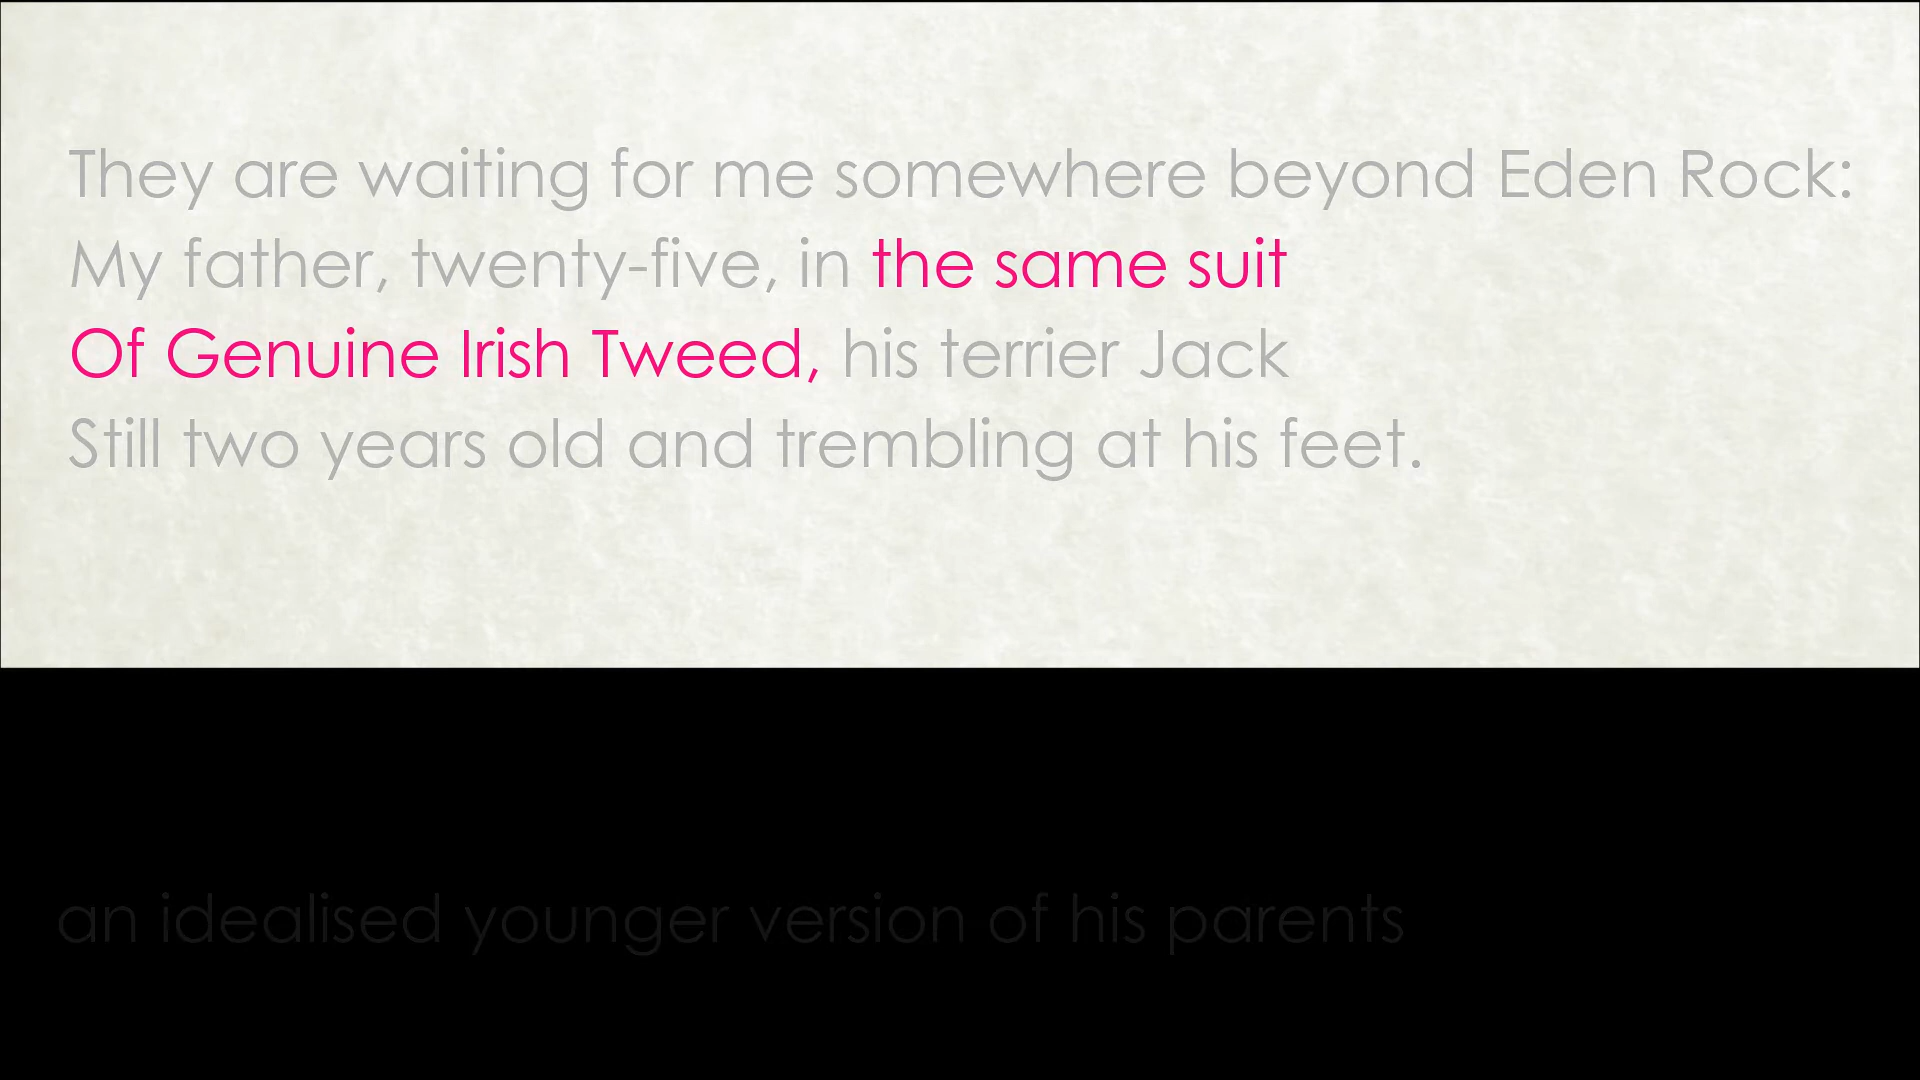 They are waiting for me somewhere beyond Eden Rock:
My father, twenty-five, in the same suit
Of Genuine Irish Tweed, his terrier Jack
Still two years old and trembling at his feet.
an idealised younger version of his parents